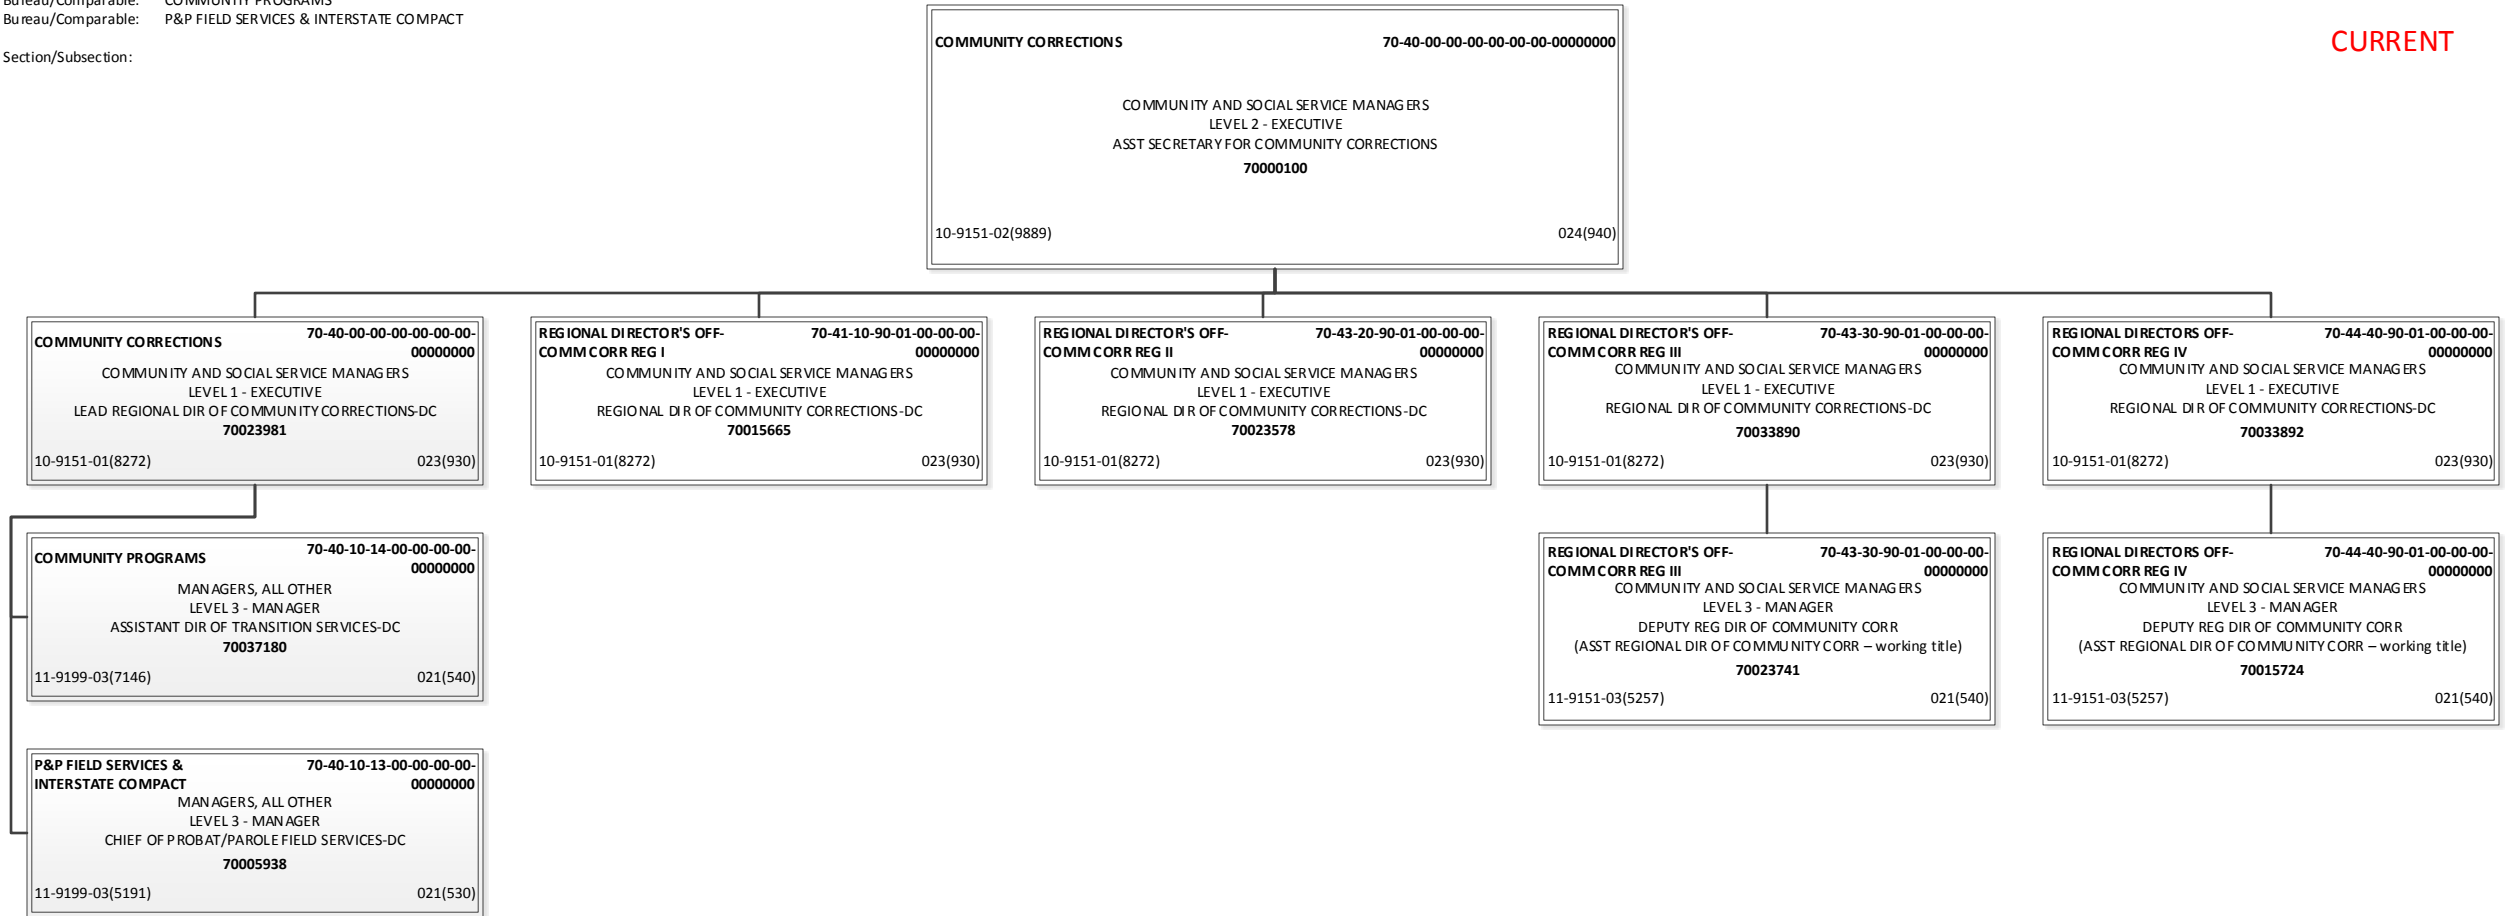 Bureau/Comparable: COMMUNITY PROGRAMS
Bureau/Comparable: P&P FIELD SERVICES & INTERSTATE COMPACT
Section/Subsection:
CURRENT
COMMUNITY CORRECTIONS 70-40-00-00-00-00-00-00-00000000
COMMUNITY AND SOCIAL SERVICE MANAGERS
LEVEL 2 - EXECUTIVE
ASST SECRETARY FOR COMMUNITY CORRECTIONS
70000100
10-9151-02(9889) 024(940)
COMMUNITY CORRECTIONS 70-40-00-00-00-00-00-00-
00000000
COMMUNITY AND SOCIAL SERVICE MANAGERS
LEVEL 1 - EXECUTIVE
LEAD REGIONAL DIR OF COMMUNITY CORRECTIONS-DC
70023981
10-9151-01(8272) 023(930)
REGIONAL DIRECTOR'S OFF- 70-41-10-90-01-00-00-00-
COMM CORR REG I 00000000
COMMUNITY AND SOCIAL SERVICE MANAGERS
LEVEL 1 - EXECUTIVE
REGIONAL DIR OF COMMUNITY CORRECTIONS-DC
70015665
10-9151-01(8272) 023(930)
REGIONAL DIRECTOR'S OFF- 70-43-20-90-01-00-00-00-
COMM CORR REG II 00000000
COMMUNITY AND SOCIAL SERVICE MANAGERS
LEVEL 1 - EXECUTIVE
REGIONAL DIR OF COMMUNITY CORRECTIONS-DC
70023578
10-9151-01(8272) 023(930)
REGIONAL DIRECTOR'S OFF- 70-43-30-90-01-00-00-00-
COMM CORR REG III 00000000
COMMUNITY AND SOCIAL SERVICE MANAGERS
LEVEL 1 - EXECUTIVE
REGIONAL DIR OF COMMUNITY CORRECTIONS-DC
70033890
10-9151-01(8272) 023(930)
REGIONAL DIRECTORS OFF- 70-44-40-90-01-00-00-00-
COMM CORR REG IV 00000000
COMMUNITY AND SOCIAL SERVICE MANAGERS
LEVEL 1 - EXECUTIVE
REGIONAL DIR OF COMMUNITY CORRECTIONS-DC
70033892
10-9151-01(8272) 023(930)
COMMUNITY PROGRAMS 70-40-10-14-00-00-00-00-
00000000
MANAGERS, ALL OTHER
LEVEL 3 - MANAGER
ASSISTANT DIR OF TRANSITION SERVICES-DC
70037180
11-9199-03(7146) 021(540)
REGIONAL DIRECTOR'S OFF- 70-43-30-90-01-00-00-00-
COMM CORR REG III 00000000
COMMUNITY AND SOCIAL SERVICE MANAGERS
LEVEL 3 - MANAGER
DEPUTY REG DIR OF COMMUNITY CORR
(ASST REGIONAL DIR OF COMMUNITY CORR – working title)
70023741
11-9151-03(5257) 021(540)
REGIONAL DIRECTORS OFF- 70-44-40-90-01-00-00-00-
COMM CORR REG IV 00000000
COMMUNITY AND SOCIAL SERVICE MANAGERS
LEVEL 3 - MANAGER
DEPUTY REG DIR OF COMMUNITY CORR
(ASST REGIONAL DIR OF COMMUNITY CORR – working title)
70015724
11-9151-03(5257) 021(540)
P&P FIELD SERVICES & 70-40-10-13-00-00-00-00-
INTERSTATE COMPACT 00000000
MANAGERS, ALL OTHER
LEVEL 3 - MANAGER
CHIEF OF PROBAT/PAROLE FIELD SERVICES-DC
70005938
11-9199-03(5191) 021(530)